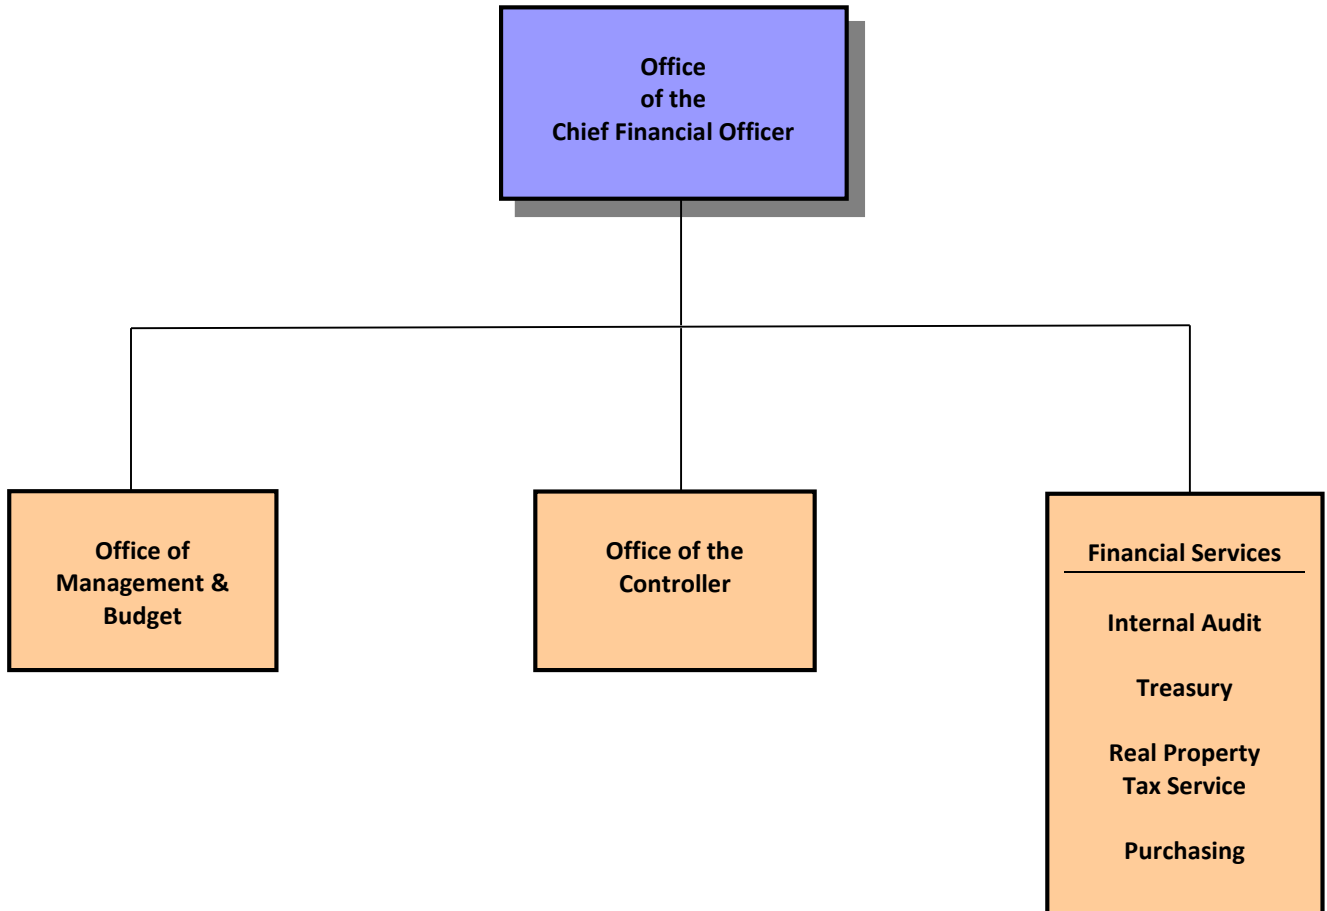 Office
of the
Chief Financial Officer
Office of
Management &
Budget
Office of the
Controller
Financial Services
Internal Audit
Treasury
Real Property
Tax Service
Purchasing